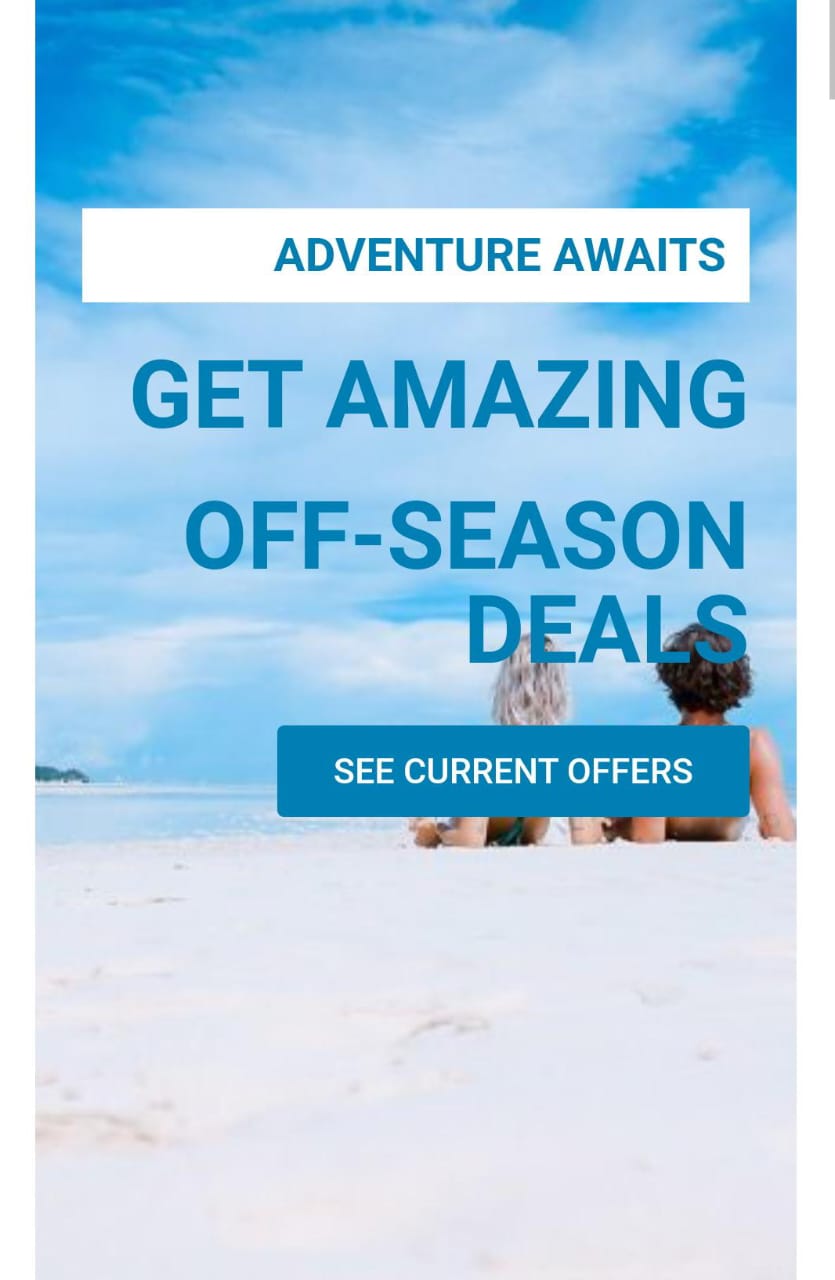 ADVENTURE AWAITS
GET AMAZING
OFF-SEASON
DEALS
SEE CURRENT OFFERS